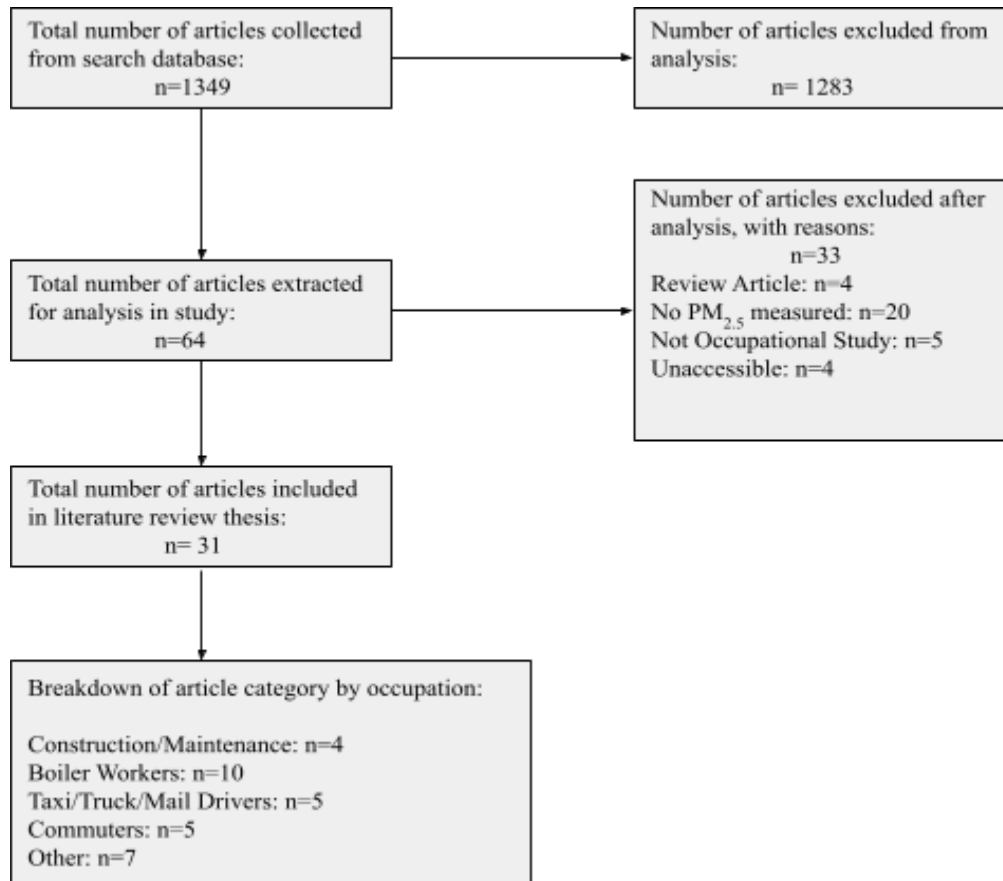 Total number of articles collected
from search database:
n=1349
Number of articles excluded from
analysis:
n= 1283
Number of articles excluded after
analysis, with reasons:
n=33
Review Article: n=4
No PM2.5 measured: n=20
Not Occupational Study: n=5
Unaccessible: n=4
Total number of articles extracted
for analysis in study:
n=64
Total number of articles included
in literature review thesis:
n= 31
Breakdown of article category by occupation:
Construction/Maintenance: n=4
Boiler Workers: n=10
Taxi/Truck/Mail Drivers: n=5
Commuters: n=5
Other: n=7